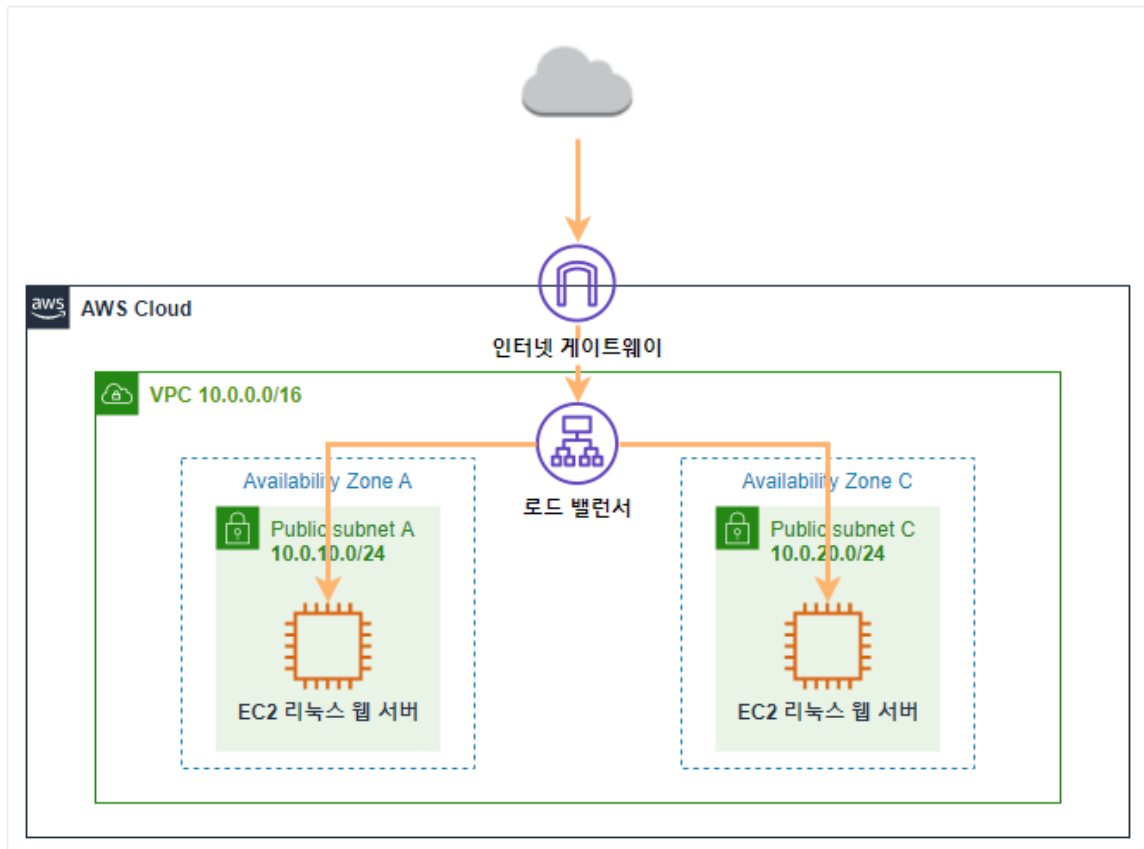 aws
AWS Cloud
인터넷 게이트웨이
VPC 10.0.0.0/16
로드 밸런서
Availability Zone A
Public subnet A
10.0.10.0/24
EC2 리눅스 웹 서버
Availability Zone C
Public subnet C
10.0.20.0/24
EC2 리눅스 웹 서버